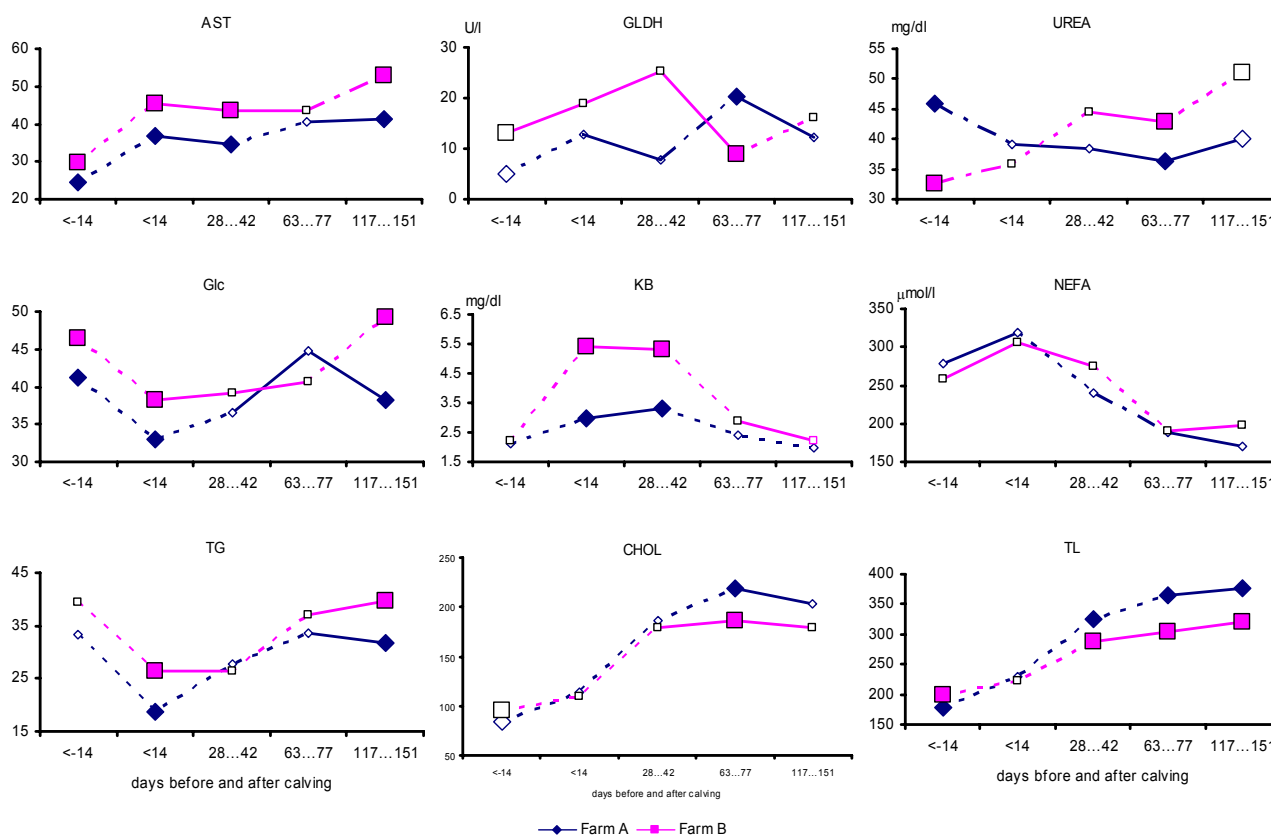 AST
60
50
40
30
20
<-14 <14 28...42 63...77 117...151
GLDH
U/l
30
20
10
0
<-14 <14 28...42 63...77 117...151
UREA
mg/dl
55
50
45
40
35
30
<-14 <14 28...42 63...77 117...151
Glc
50
45
40
35
30
<-14 <14 28...42 63...77 117...151
KB
mg/dl
6.5
5.5
4.5
3.5
2.5
1.5
<-14 <14 28...42 63...77 117...151
NEFA
µmol/l
350
300
250
200
150
<-14 <14 28...42 63...77 117...151
TG
45
35
25
15
<-14 <14 28...42 63...77 117...151
days before and after calving
CHOL
250
200
150
100
50
<-14 <14 28...42 63...77 117...151
days before and after calving
TL
400
350
300
250
200
150
<-14 <14 28...42 63...77 117...151
days bfore and after calving
Farm A Farm B